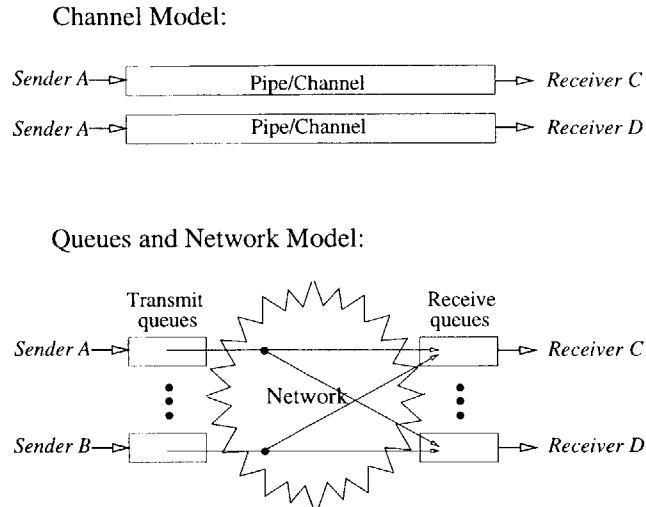 Channel Model:
Sender A Pipe/Channel Receiver C
Sender A Pipe/Channel Receiver D
Queues and Network Model:
Transmit queues
Receive queues
Sender A Receiver C
Network
Sender B Receiver D